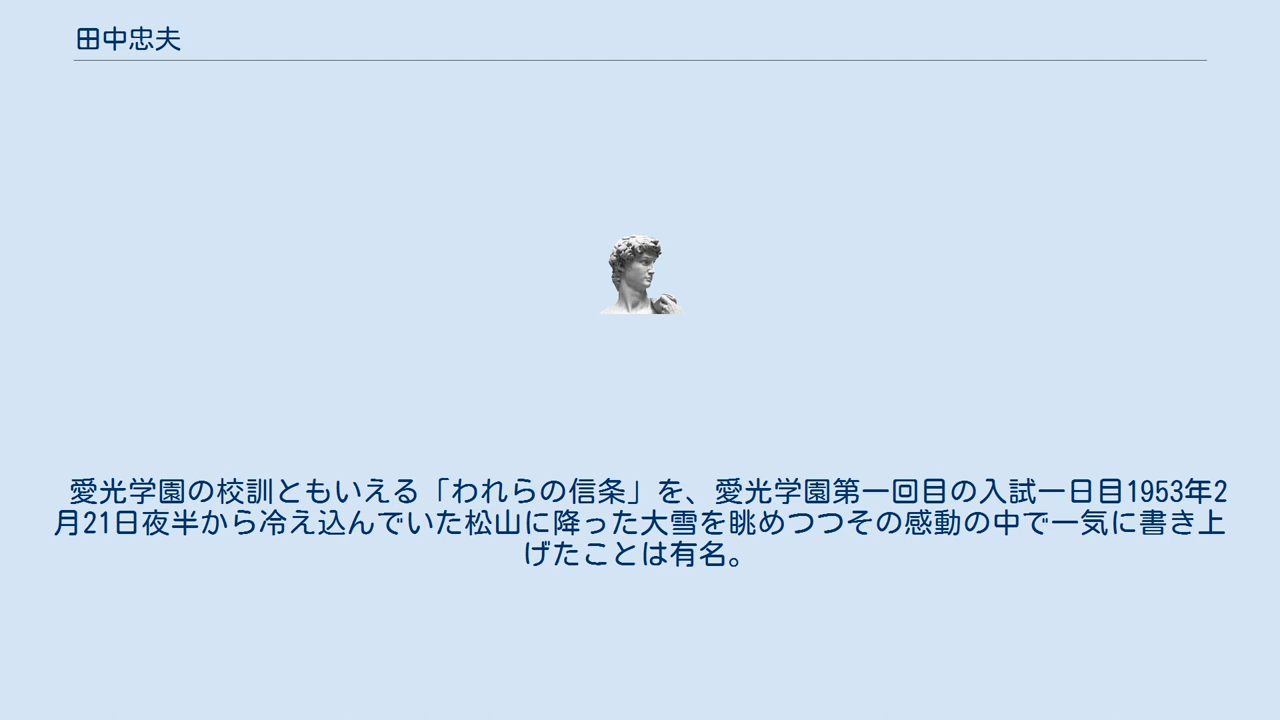 田中忠夫
愛光学園の校訓ともいえる「われらの信条」を、愛光学園第一回目の入試一日目1953年2
月21日夜半から冷え込んでいた松山に降った大雪を眺めつつその感動の中で一気に書き上
げたことは有名。